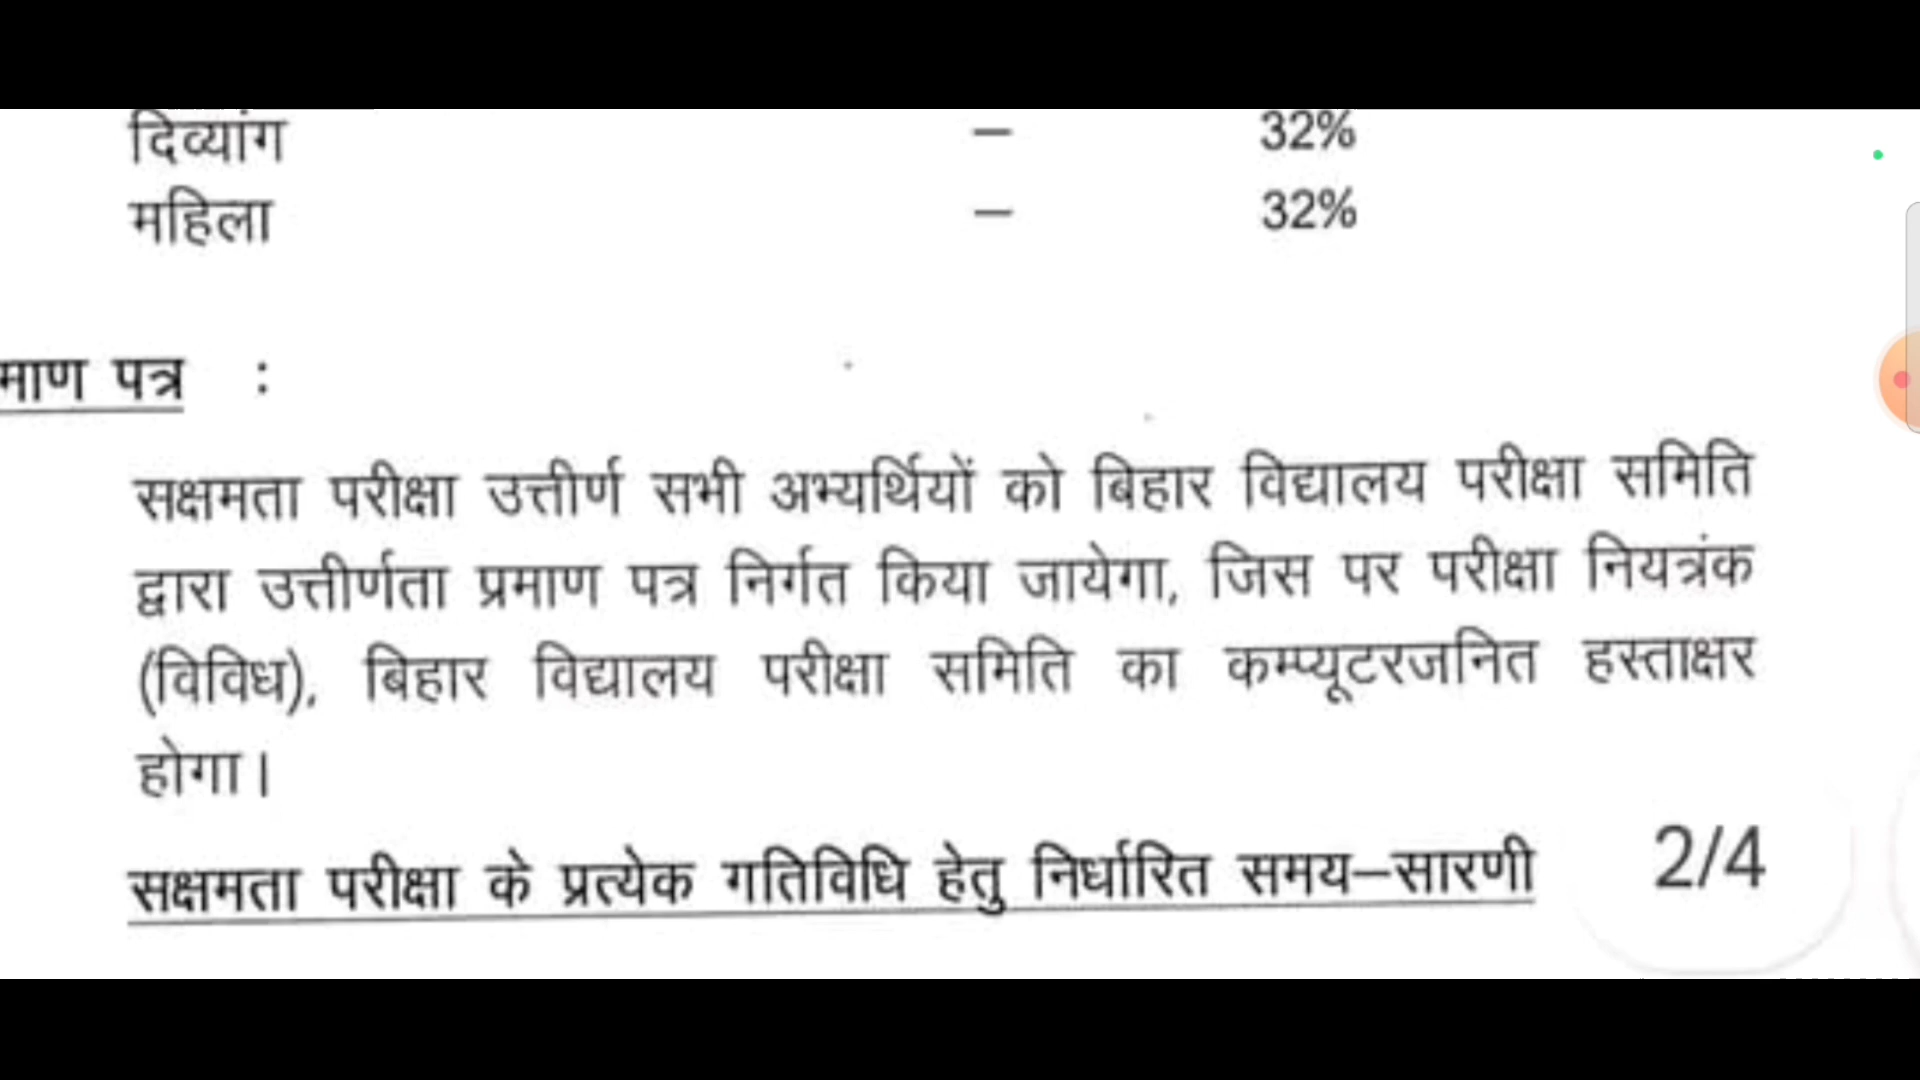 दिव्यांग – 32%
महिला – 32%
माण पत्र :
सक्षमता परीक्षा उत्तीर्ण सभी अभ्यर्थियों को बिहार विद्यालय परीक्षा समिति
द्वारा उत्तीर्णता प्रमाण पत्र निर्गत किया जायेगा, जिस पर परीक्षा नियत्रंक
(विविध), बिहार विद्यालय परीक्षा समिति का कम्प्यूटरजनित हस्ताक्षर
होगा।
सक्षमता परीक्षा के प्रत्येक गतिविधि हेतु निर्धारित समय–सारणी 2/4